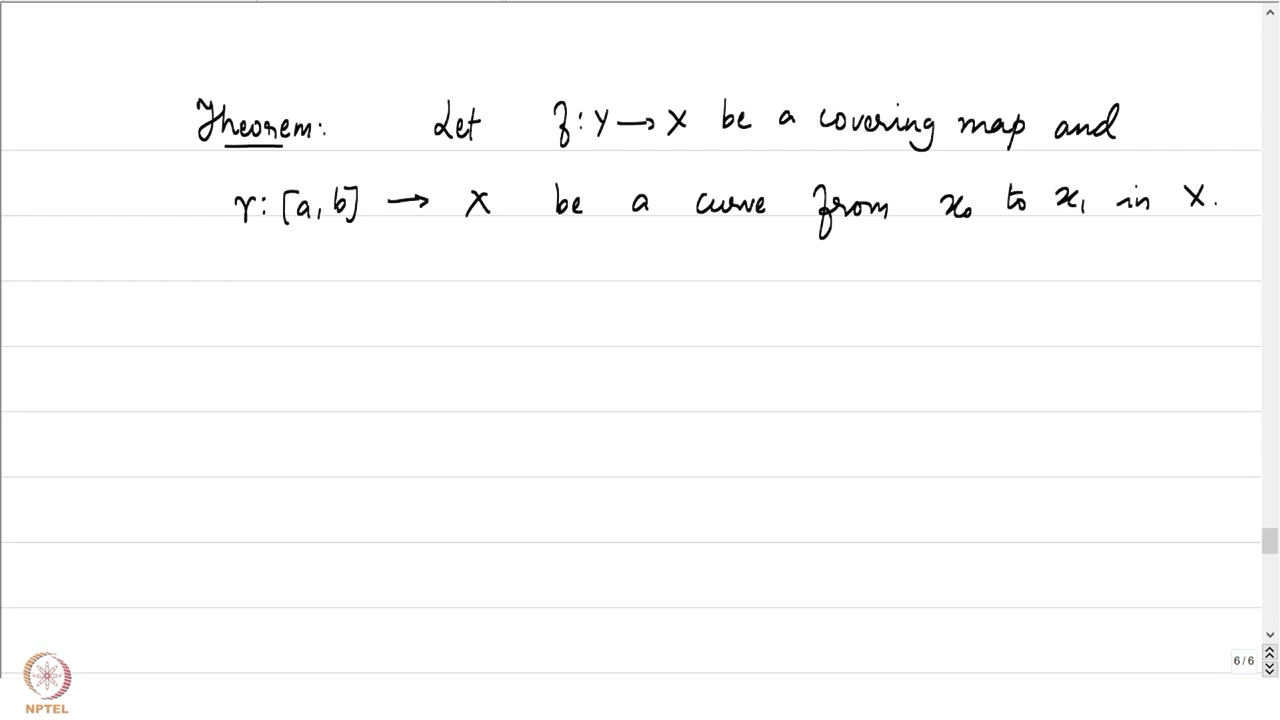 Theorem: Let f: Y → X be a covering map and
γ: [a, b] → X be a curve from x₀ to x₁ in X.
6 / 6
NPTEL